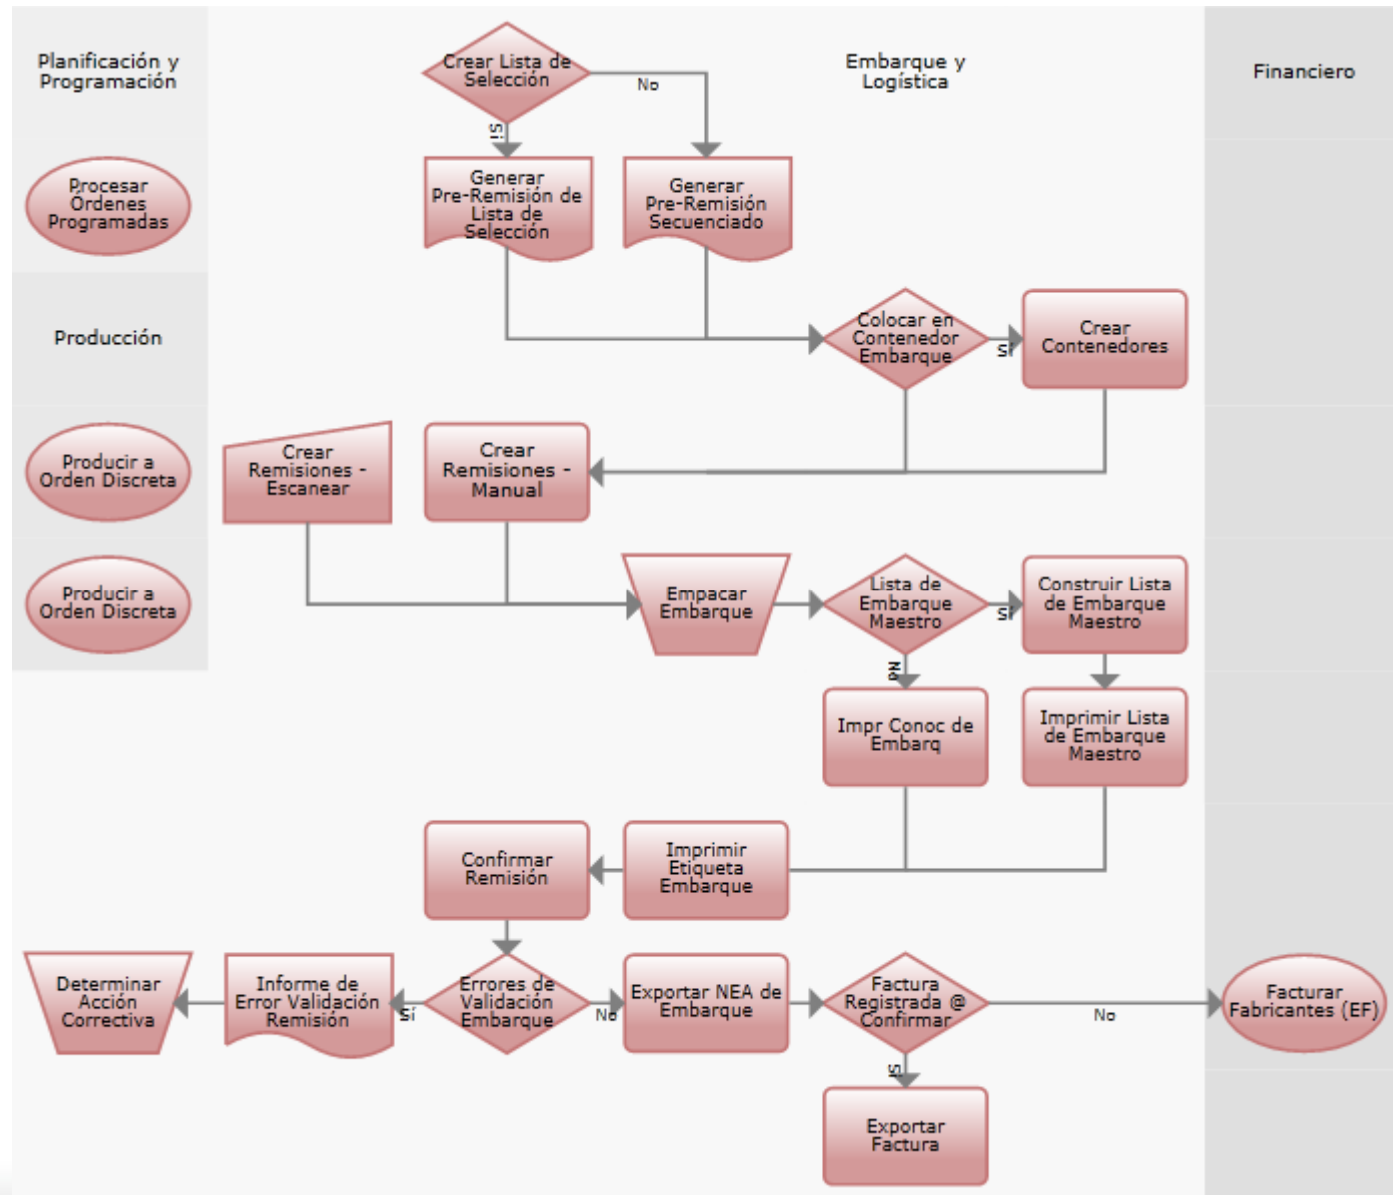 Planificación y
Programación
Crear Lista de
Selección
No
Embarque y
Logística
Financiero
Sí
Procesar
Órdenes
Programadas
Generar
Pre-Remisión de
Lista de
Selección
Generar
Pre-Remisión
Secuenciado
Producción
Colocar en
Contenedor
Embarque
Sí
Crear
Contenedores
Producir a
Orden Discreta
Crear
Remisiones -
Escanear
Crear
Remisiones -
Manual
Producir a
Orden Discreta
Empacar
Embarque
Lista de
Embarque
Maestro
Sí
Construir Lista
de Embarque
Maestro
No
Impr Conoc de
Embarq
Imprimir Lista
de Embarque
Maestro
Confirmar
Remisión
Imprimir
Etiqueta
Embarque
Determinar
Acción
Correctiva
Informe de
Error Validación
Remisión
Sí
Errores de
Validación
Embarque
No
Exportar NEA de
Embarque
Factura
Registrada @
Confirmar
No
Facturar
Fabricantes (EF)
Sí
Exportar
Factura